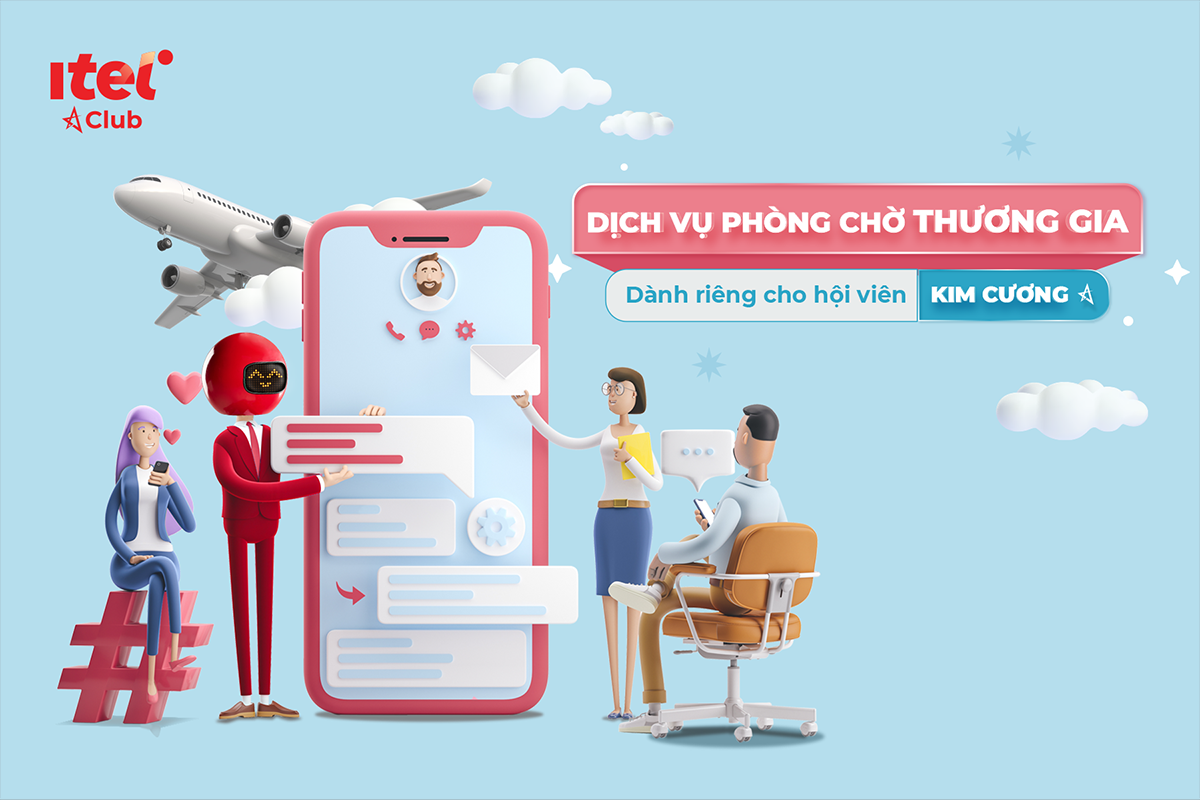 itel
Club
DỊCH VỤ PHÒNG CHỜ THƯƠNG GIA
Dành riêng cho hội viên KIM CƯƠNG